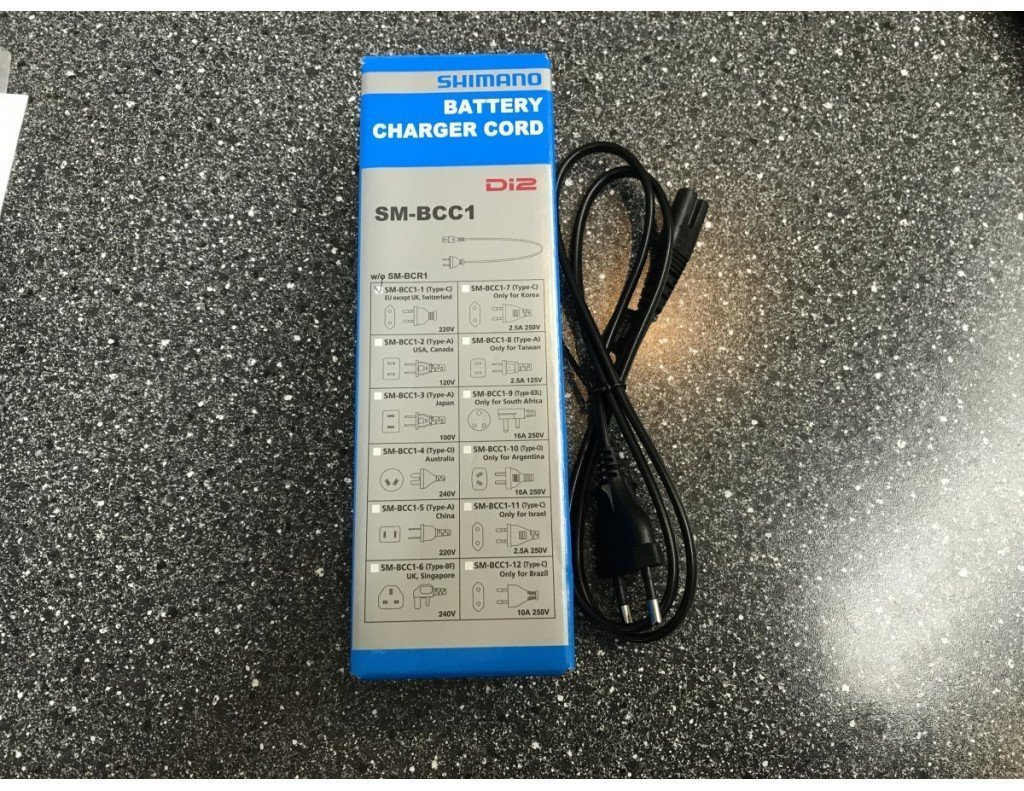 SHIMANO
BATTERY
CHARGER CORD
Di2
SM-BCC1
w/o SM-BCR1
SM-BCC1-1 (Type-C)
EU except UK, Switzerland
220V
SM-BCC1-7 (Type-C)
Only for Korea
2.5A 250V
SM-BCC1-2 (Type-A)
USA, Canada
120V
SM-BCC1-8 (Type-A)
Only for Taiwan
2.5A 125V
SM-BCC1-3 (Type-A)
Japan
100V
SM-BCC1-9 (Type-B3L)
Only for South Africa
16A 250V
SM-BCC1-4 (Type-O)
Australia
240V
SM-BCC1-10 (Type-O)
Only for Argentina
10A 250V
SM-BCC1-5 (Type-A)
China
220V
SM-BCC1-11 (Type-C)
Only for Israel
2.5A 250V
SM-BCC1-6 (Type-BF)
UK, Singapore
240V
SM-BCC1-12 (Type-C)
Only for Brazil
10A 250V